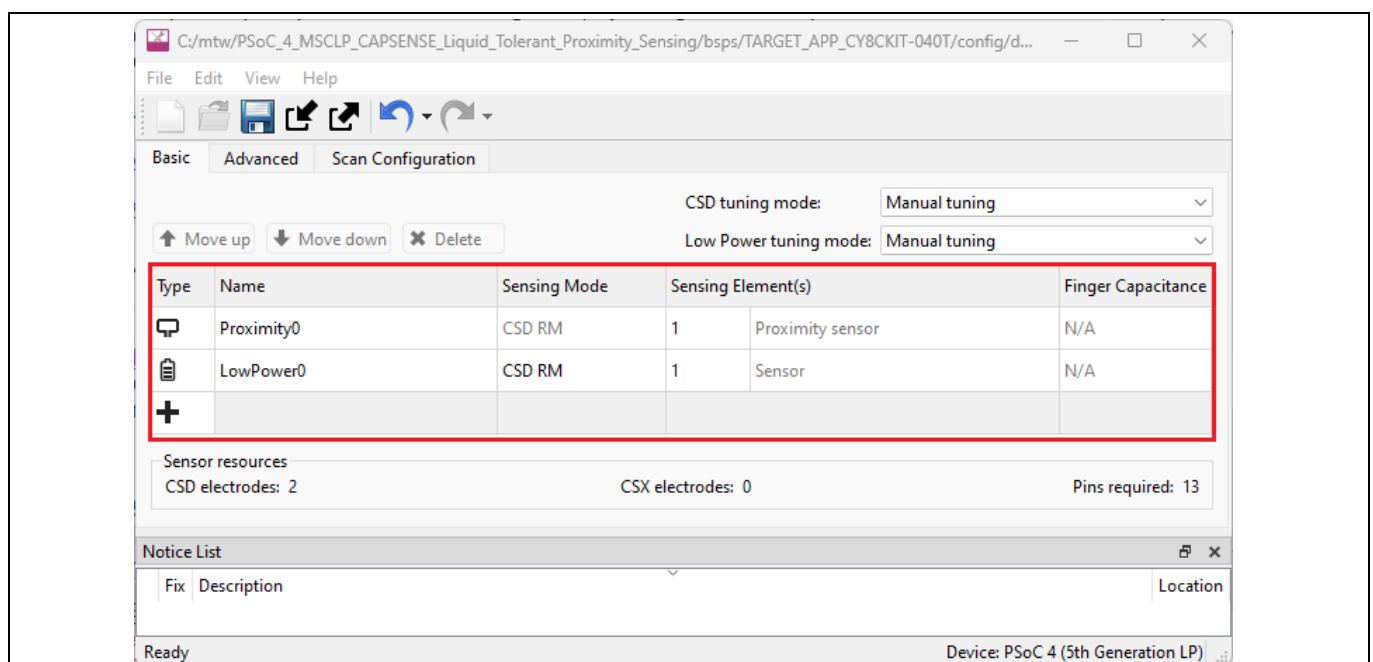 C:/mtw/PSoC_4_MSCLP_CAPSENSE_Liquid_Tolerant_Proximity_Sensing/bsps/TARGET_APP_CY8CKIT-040T/config/d...
File Edit View Help
Basic Advanced Scan Configuration
CSD tuning mode: Manual tuning
Move up Move down Delete Low Power tuning mode: Manual tuning
Type Name Sensing Mode Sensing Element(s) Finger Capacitance
Proximity0 CSD RM 1 Proximity sensor N/A
LowPower0 CSD RM 1 Sensor N/A
Sensor resources
CSD electrodes: 2 CSX electrodes: 0 Pins required: 13
Notice List
Fix Description Location
Ready Device: PSoC 4 (5th Generation LP)